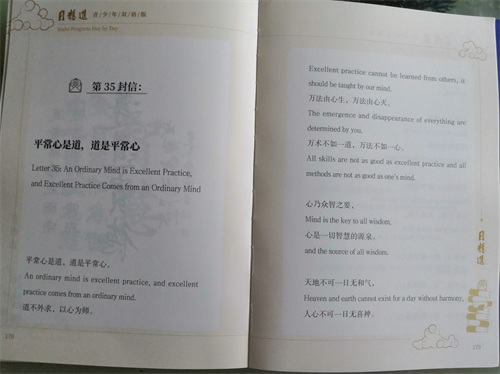 日精进 青少年双语版
Make Progress Day by Day
第 35 封信：
平常心是道，道是平常心
Letter 35: An Ordinary Mind is Excellent Practice,
and Excellent Practice Comes from an Ordinary Mind
平常心是道、道是平常心。
An ordinary mind is excellent practice, and excellent
practice comes from an ordinary mind.
道不外求，以心为师。
278
Excellent practice cannot be learned from others, it
should be taught by our mind.
万法由心生，万法由心灭。
The emergence and disappearance of everything are
determined by you.
万术不如一道、万法不如一心。
All skills are not as good as excellent practice and all
methods are not as good as one's mind.
心乃众智之要，
Mind is the key to all wisdom,
心是一切智慧的源泉。
and the source of all wisdom.
天地不可一日无和气，
Heaven and earth cannot exist for a day without harmony,
人心不可一日无喜神。
日精进
279